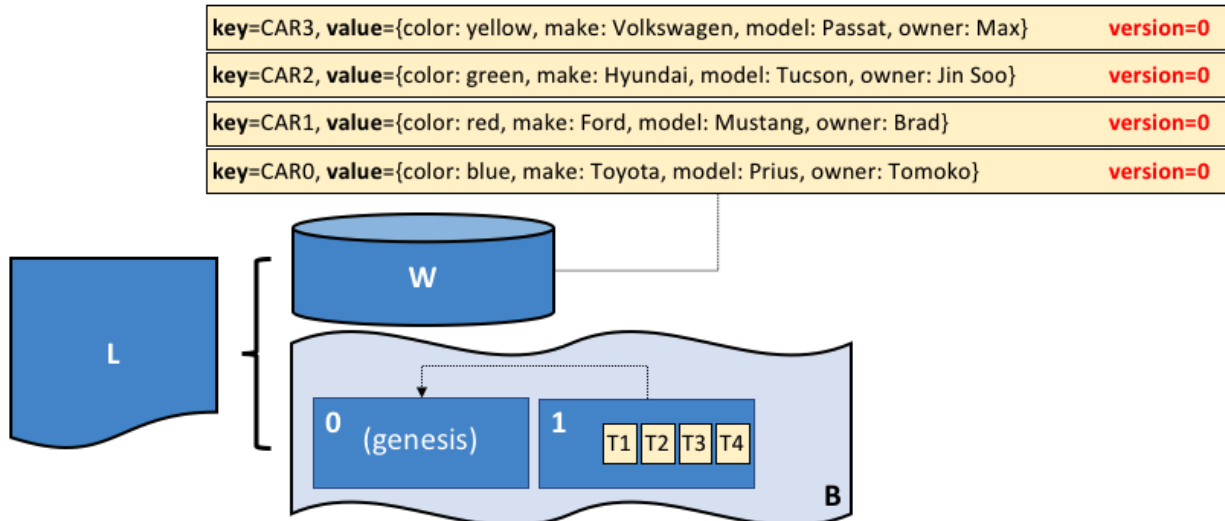 key=CAR3, value={color: yellow, make: Volkswagen, model: Passat, owner: Max} version=0
key=CAR2, value={color: green, make: Hyundai, model: Tucson, owner: Jin Soo} version=0
key=CAR1, value={color: red, make: Ford, model: Mustang, owner: Brad} version=0
key=CAR0, value={color: blue, make: Toyota, model: Prius, owner: Tomoko} version=0
W
L
0 (genesis)
1 T1 T2 T3 T4
B